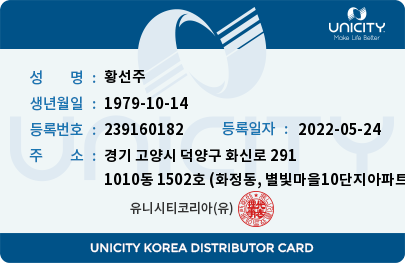 UNICITY
Make Life Better
성 명 : 황선주
생년월일 : 1979-10-14
등록번호 : 239160182 등록일자 : 2022-05-24
주 소 : 경기 고양시 덕양구 화신로 291
1010동 1502호 (화정동, 별빛마을10단지아파트
유니시티코리아(유)
UNICITY KOREA DISTRIBUTOR CARD